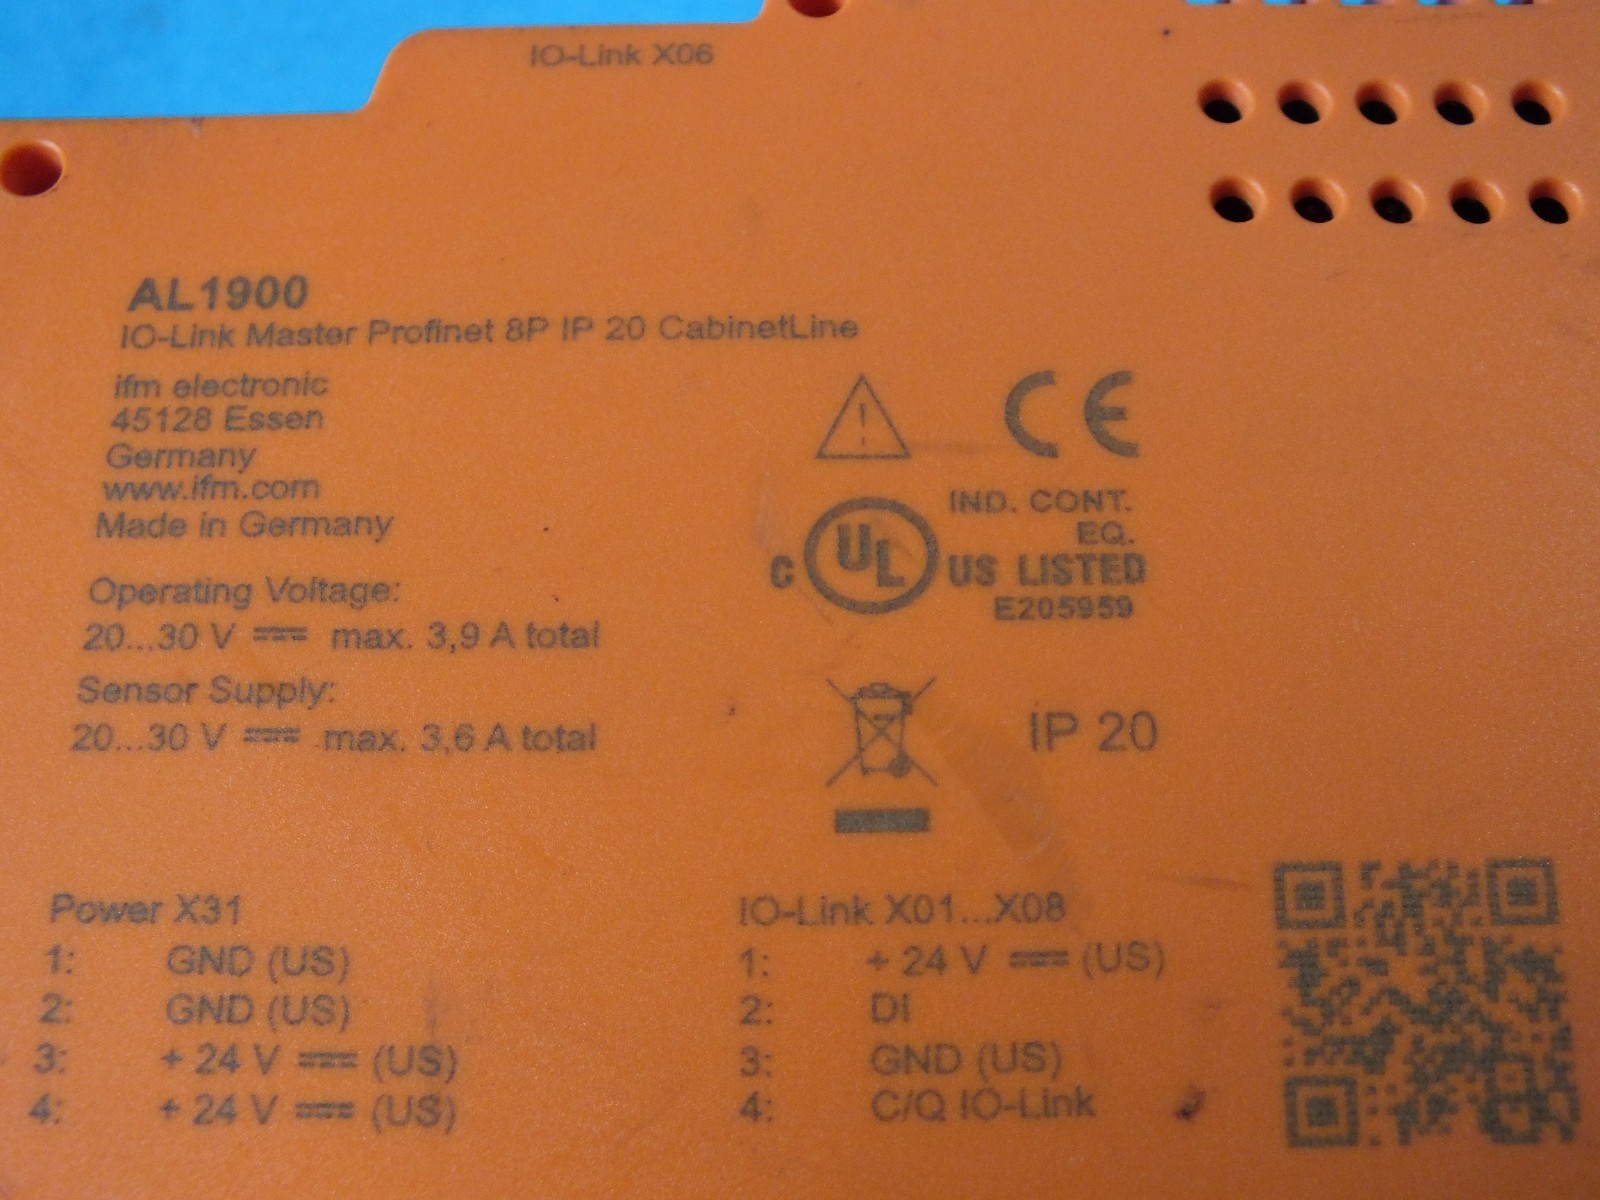 IO-Link X06
AL1900
IO-Link Master Profinet 8P IP 20 CabinetLine
ifm electronic
45128 Essen
Germany
www.ifm.com
Made in Germany
Operating Voltage:
20...30 V ⎓ max. 3,9 A total
Sensor Supply:
20...30 V ⎓ max. 3,6 A total
CE
IND. CONT.
EQ.
C UL US LISTED
E205959
IP 20
Power X31
1: GND (US)
2: GND (US)
3: + 24 V ⎓ (US)
4: + 24 V ⎓ (US)
IO-Link X01...X08
1: + 24 V ⎓ (US)
2: DI
3: GND (US)
4: C/Q IO-Link